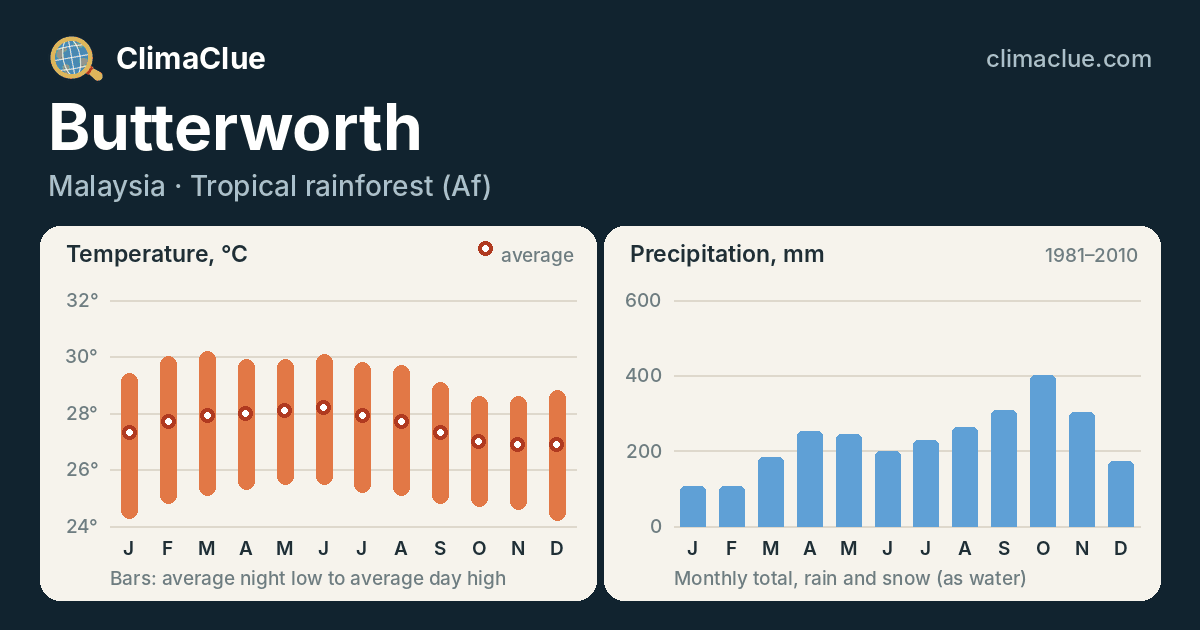 ClimaClue
climaclue.com
Butterworth
Malaysia · Tropical rainforest (Af)
Temperature, °C
average
32°
30°
28°
26°
24°
J F M A M J J A S O N D
Bars: average night low to average day high
Precipitation, mm
1981–2010
600
400
200
0
J F M A M J J A S O N D
Monthly total, rain and snow (as water)